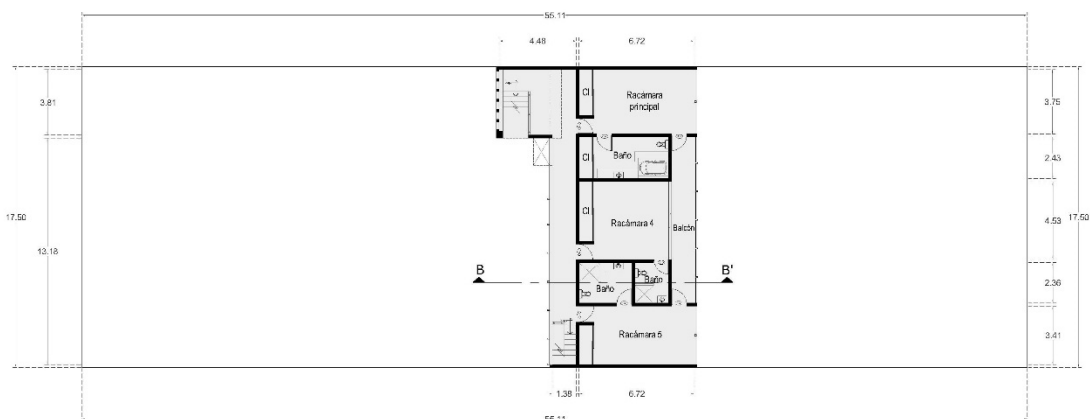 55.11
4.48
6.72
3.81
Cl
Racámara
principal
3.75
Cl
Baño
2.43
17.50
Cl
Racámara 4
Balcón
4.53
17.50
13.18
B
B'
Baño
Baño
2.36
Racámara 5
3.41
1.38
6.72
55.11